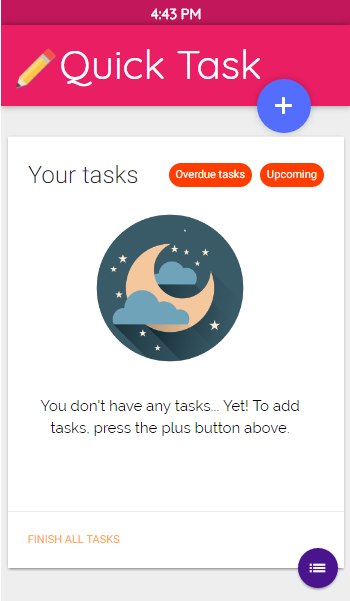 4:43 PM
Quick Task
Your tasks
Overdue tasks
Upcoming
You don't have any tasks... Yet! To add
tasks, press the plus button above.
FINISH ALL TASKS